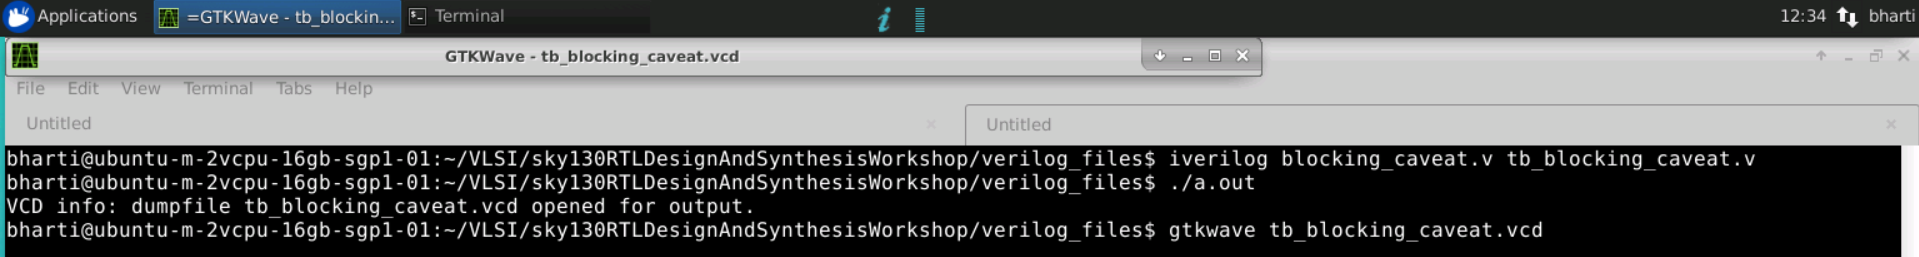 Applications =GTKWave - tb_blockin... Terminal 12:34 bharti
GTKWave - tb_blocking_caveat.vcd
File Edit View Terminal Tabs Help
Untitled Untitled
bharti@ubuntu-m-2vcpu-16gb-sgp1-01:~/VLSI/sky130RTLDesignAndSynthesisWorkshop/verilog_files$ iverilog blocking_caveat.v tb_blocking_caveat.v
bharti@ubuntu-m-2vcpu-16gb-sgp1-01:~/VLSI/sky130RTLDesignAndSynthesisWorkshop/verilog_files$ ./a.out
VCD info: dumpfile tb_blocking_caveat.vcd opened for output.
bharti@ubuntu-m-2vcpu-16gb-sgp1-01:~/VLSI/sky130RTLDesignAndSynthesisWorkshop/verilog_files$ gtkwave tb_blocking_caveat.vcd